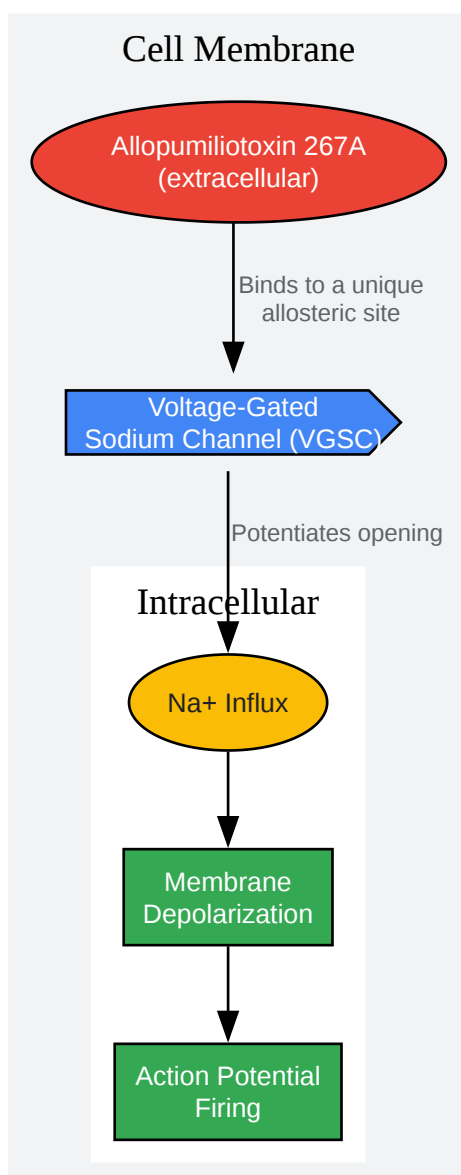 Cell Membrane
Allopumiliotoxin 267A
(extracellular)
Binds to a unique
allosteric site
Voltage-Gated
Sodium Channel (VGSC)
Potentiates opening
Intracellular
Na+ Influx
Membrane
Depolarization
Action Potential
Firing